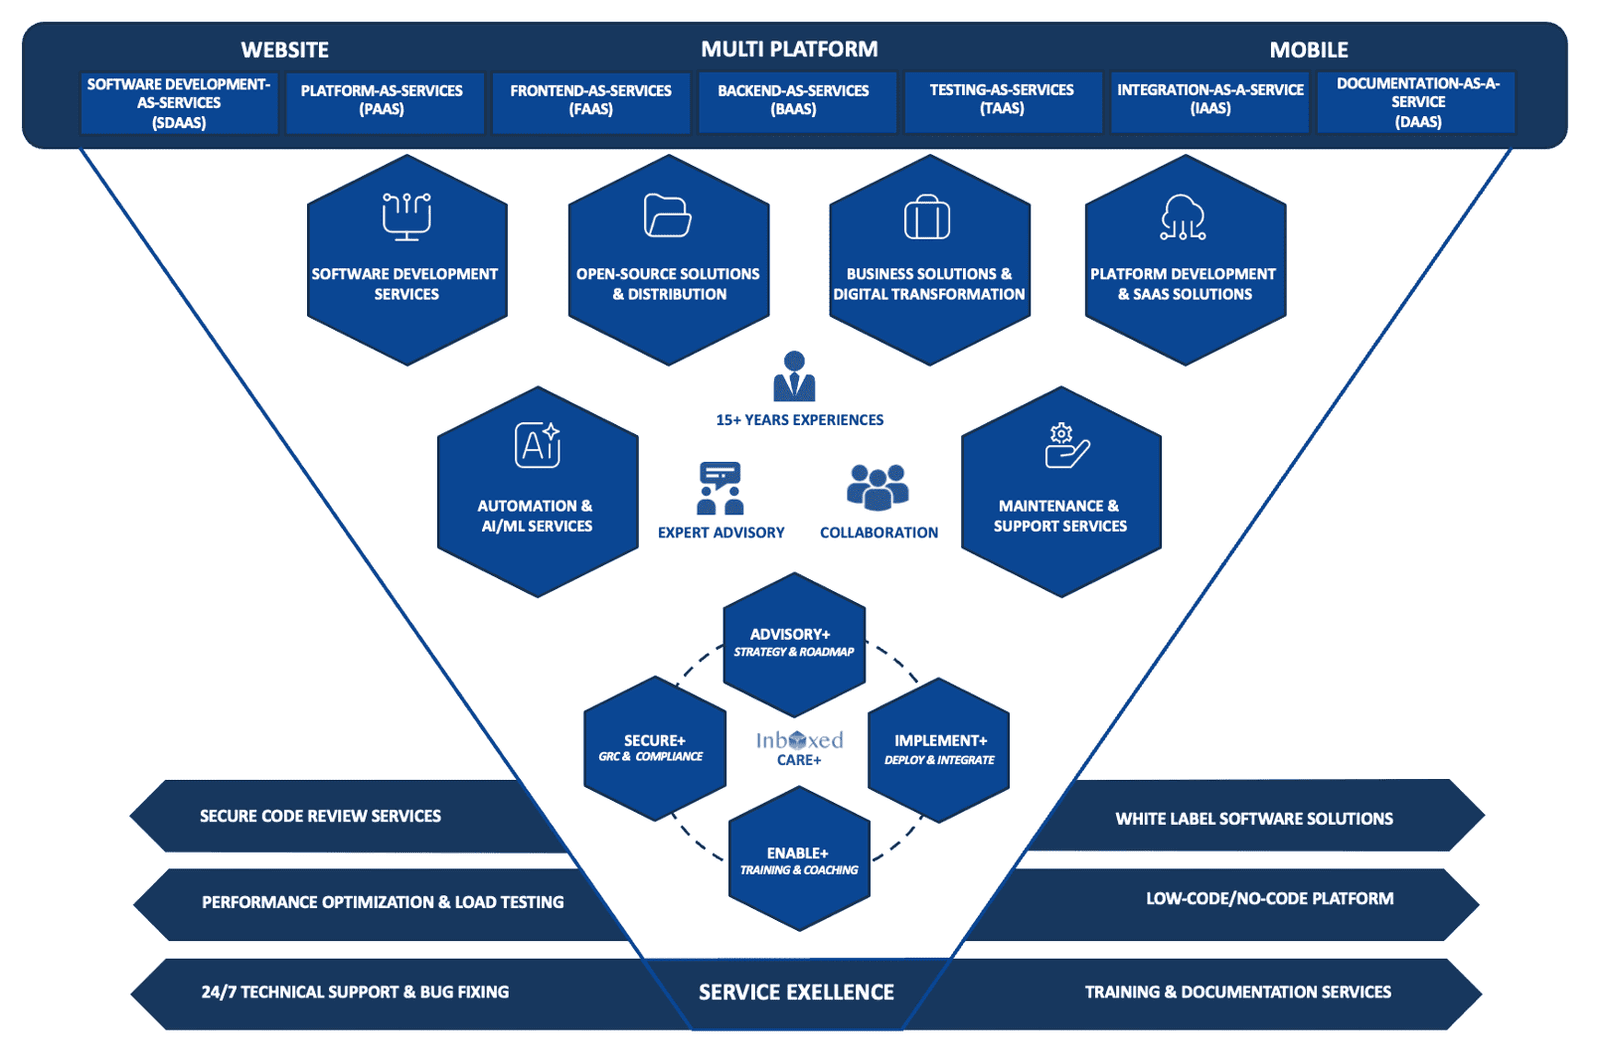 WEBSITE
MULTI PLATFORM
MOBILE
SOFTWARE DEVELOPMENT-
AS-SERVICES
(SDAAS)
PLATFORM-AS-SERVICES
(PAAS)
FRONTEND-AS-SERVICES
(FAAS)
BACKEND-AS-SERVICES
(BAAS)
TESTING-AS-SERVICES
(TAAS)
INTEGRATION-AS-A-SERVICE
(IAAS)
DOCUMENTATION-AS-A-
SERVICE
(DAAS)
SOFTWARE DEVELOPMENT
SERVICES
OPEN-SOURCE SOLUTIONS
& DISTRIBUTION
BUSINESS SOLUTIONS &
DIGITAL TRANSFORMATION
PLATFORM DEVELOPMENT
& SAAS SOLUTIONS
15+ YEARS EXPERIENCES
Ai
AUTOMATION &
AI/ML SERVICES
EXPERT ADVISORY
COLLABORATION
MAINTENANCE &
SUPPORT SERVICES
ADVISORY+
STRATEGY & ROADMAP
SECURE+
GRC & COMPLIANCE
Inboxed
CARE+
IMPLEMENT+
DEPLOY & INTEGRATE
ENABLE+
TRAINING & COACHING
SECURE CODE REVIEW SERVICES
WHITE LABEL SOFTWARE SOLUTIONS
PERFORMANCE OPTIMIZATION & LOAD TESTING
LOW-CODE/NO-CODE PLATFORM
24/7 TECHNICAL SUPPORT & BUG FIXING
SERVICE EXELLENCE
TRAINING & DOCUMENTATION SERVICES